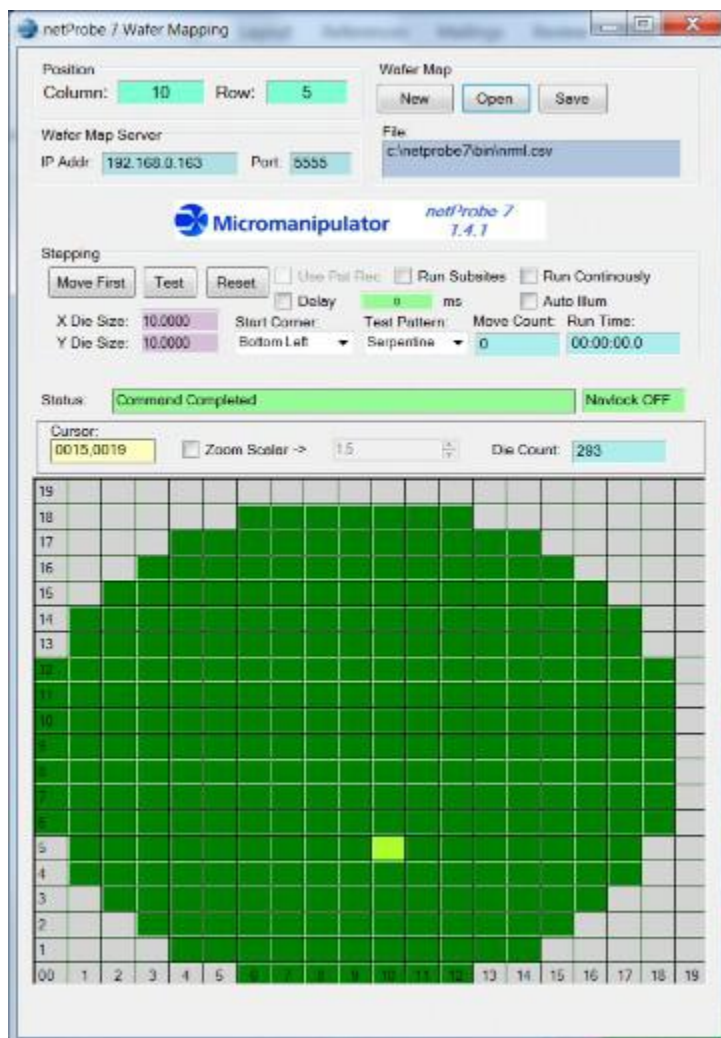 netProbe 7 Wafer Mapping
Position
Column: 10 Row: 5
Wafer Map
New Open Save
Wafer Map Server
IP Addr: 192.168.0.163 Port: 5555
File:
c:\netprobe7\bin\nrml.csv
Micromanipulator
netProbe 7
1.4.1
Stepping
Move First Test Reset Use Pat Rec Run Subsites Run Continously
Delay 0 ms Auto Illum
X Die Size: 10.0000 Start Corner: Test Pattern: Move Count: Run Time:
Y Die Size: 10.0000 Bottom Left Serpentine 0 00:00:00.0
Status: Command Completed Navlock OFF
Cursor:
0015,0019 Zoom Scaler -> 1.5 Die Count: 293
19
18
17
16
15
14
13
12
11
10
9
8
7
6
5
4
3
2
1
00 1 2 3 4 5 6 7 8 9 10 11 12 13 14 15 16 17 18 19